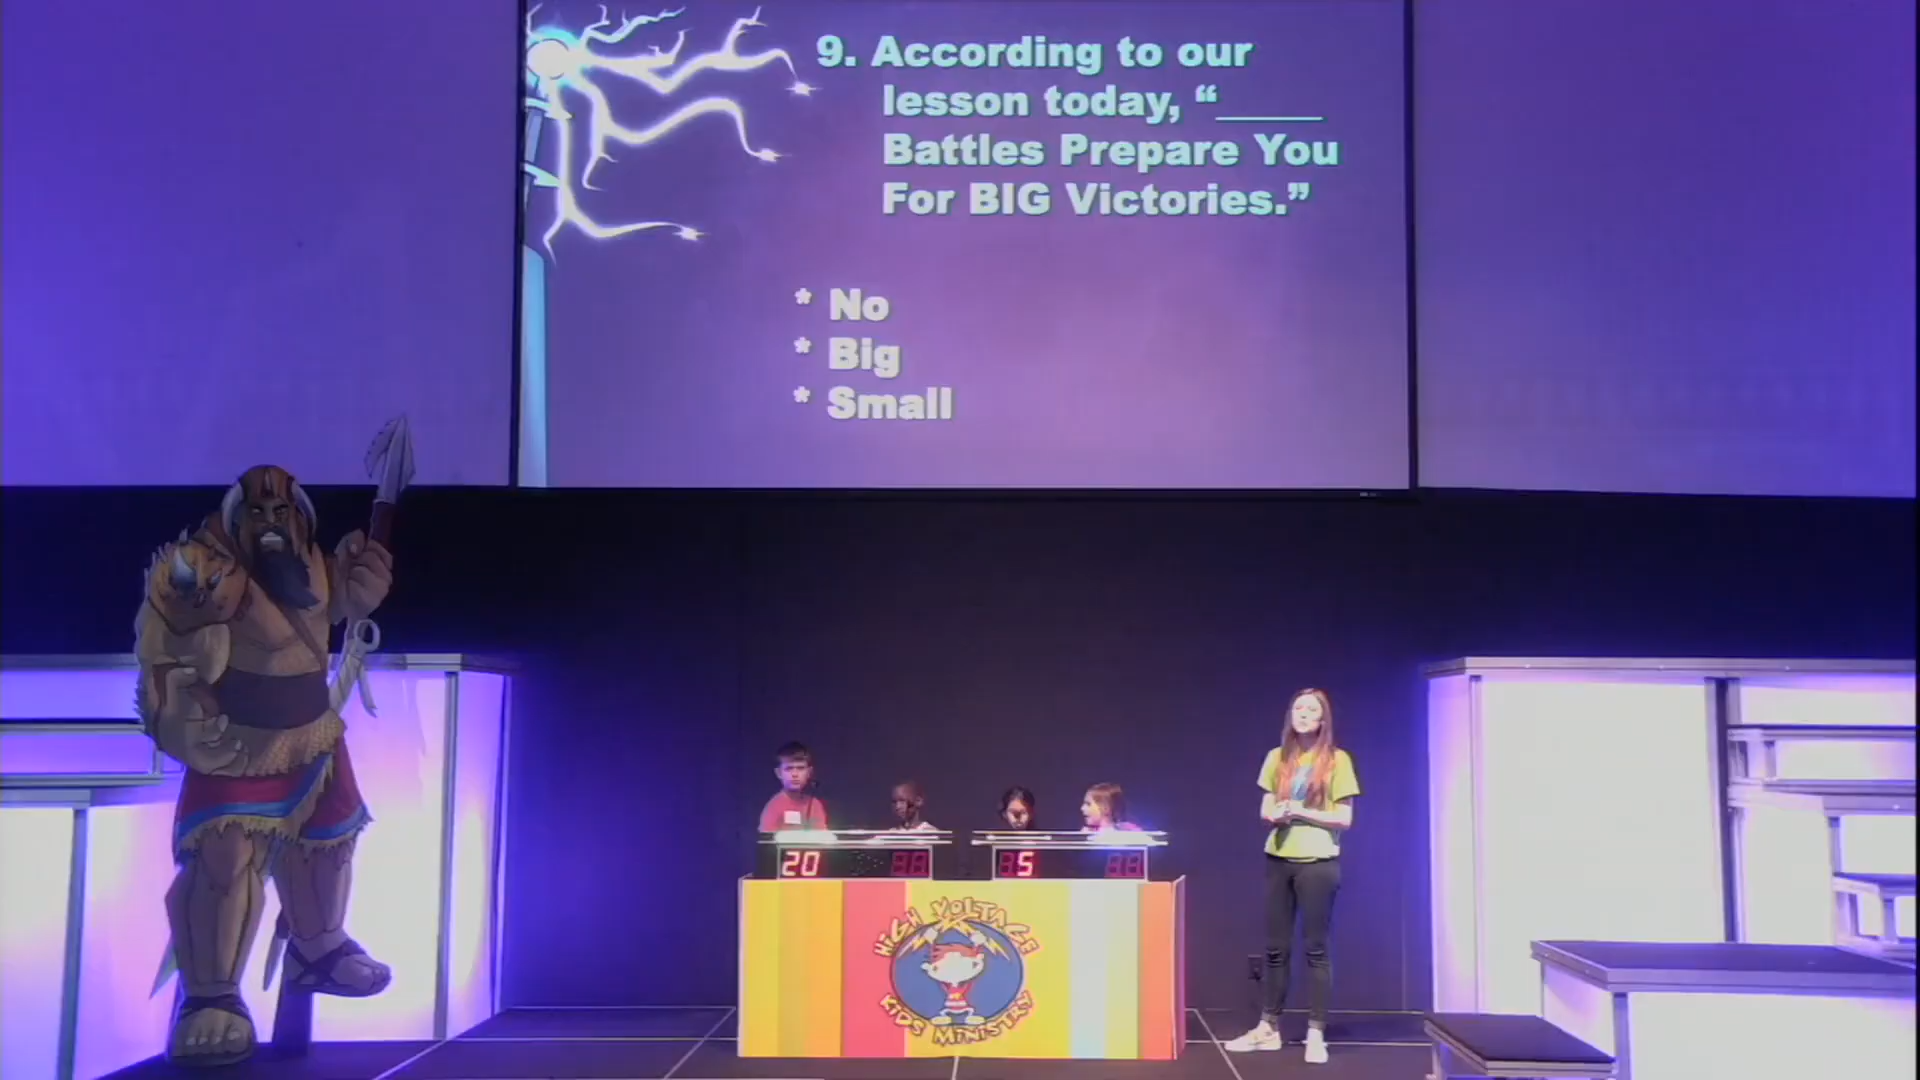 9. According to our
lesson today, “_____
Battles Prepare You
For BIG Victories.”
* No
* Big
* Small
20
5
HIGH VOLTAGE
KIDS MINISTRY